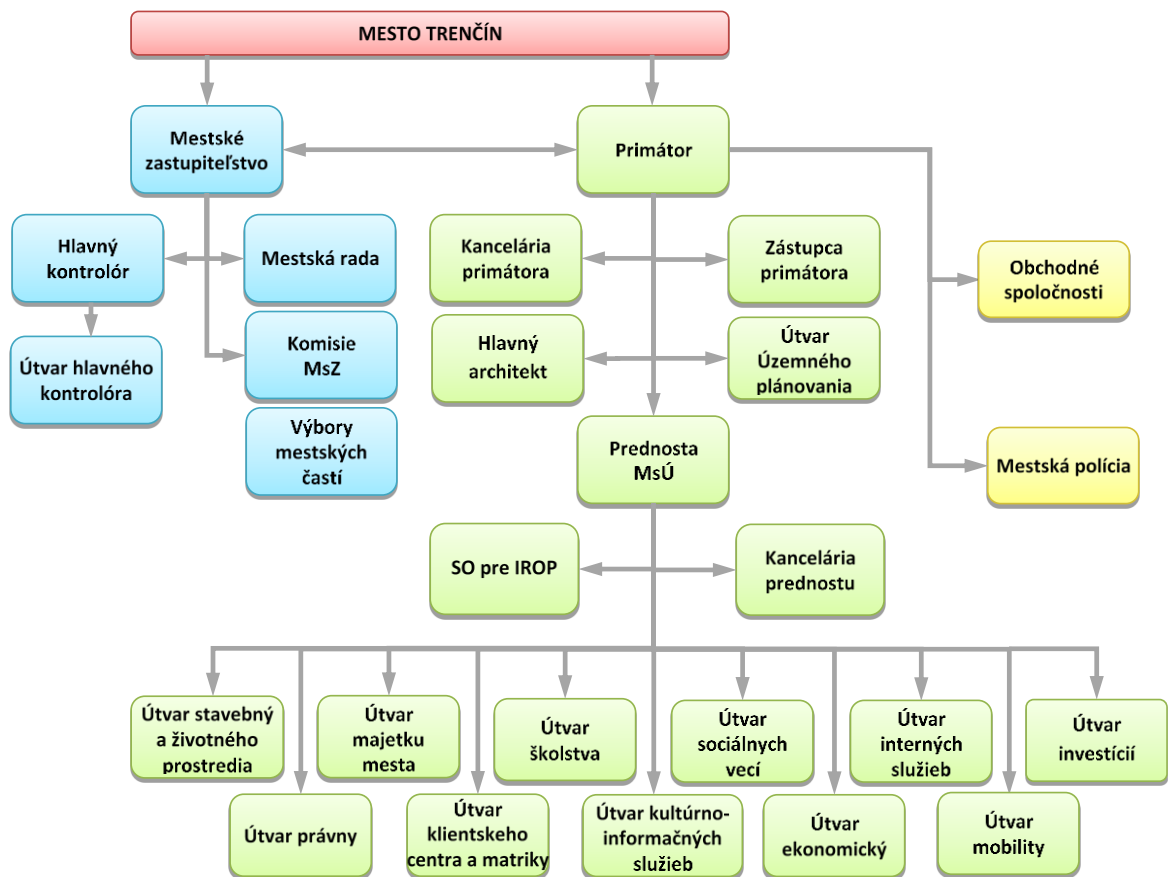 MESTO TRENČÍN
Mestské
zastupiteľstvo
Primátor
Hlavný
kontrolór
Mestská rada
Kancelária
primátora
Zástupca
primátora
Obchodné
spoločnosti
Útvar hlavného
kontrolóra
Komisie
MsZ
Hlavný
architekt
Útvar
Územného
plánovania
Výbory
mestských
častí
Prednosta
MsÚ
Mestská polícia
SO pre IROP
Kancelária
prednostu
Útvar stavebný
a životného
prostredia
Útvar
majetku
mesta
Útvar
školstva
Útvar
sociálnych
vecí
Útvar
interných
služieb
Útvar
investícií
Útvar právny
Útvar
klientskeho
centra a matriky
Útvar kultúrno-
informačných
služieb
Útvar
ekonomický
Útvar
mobility